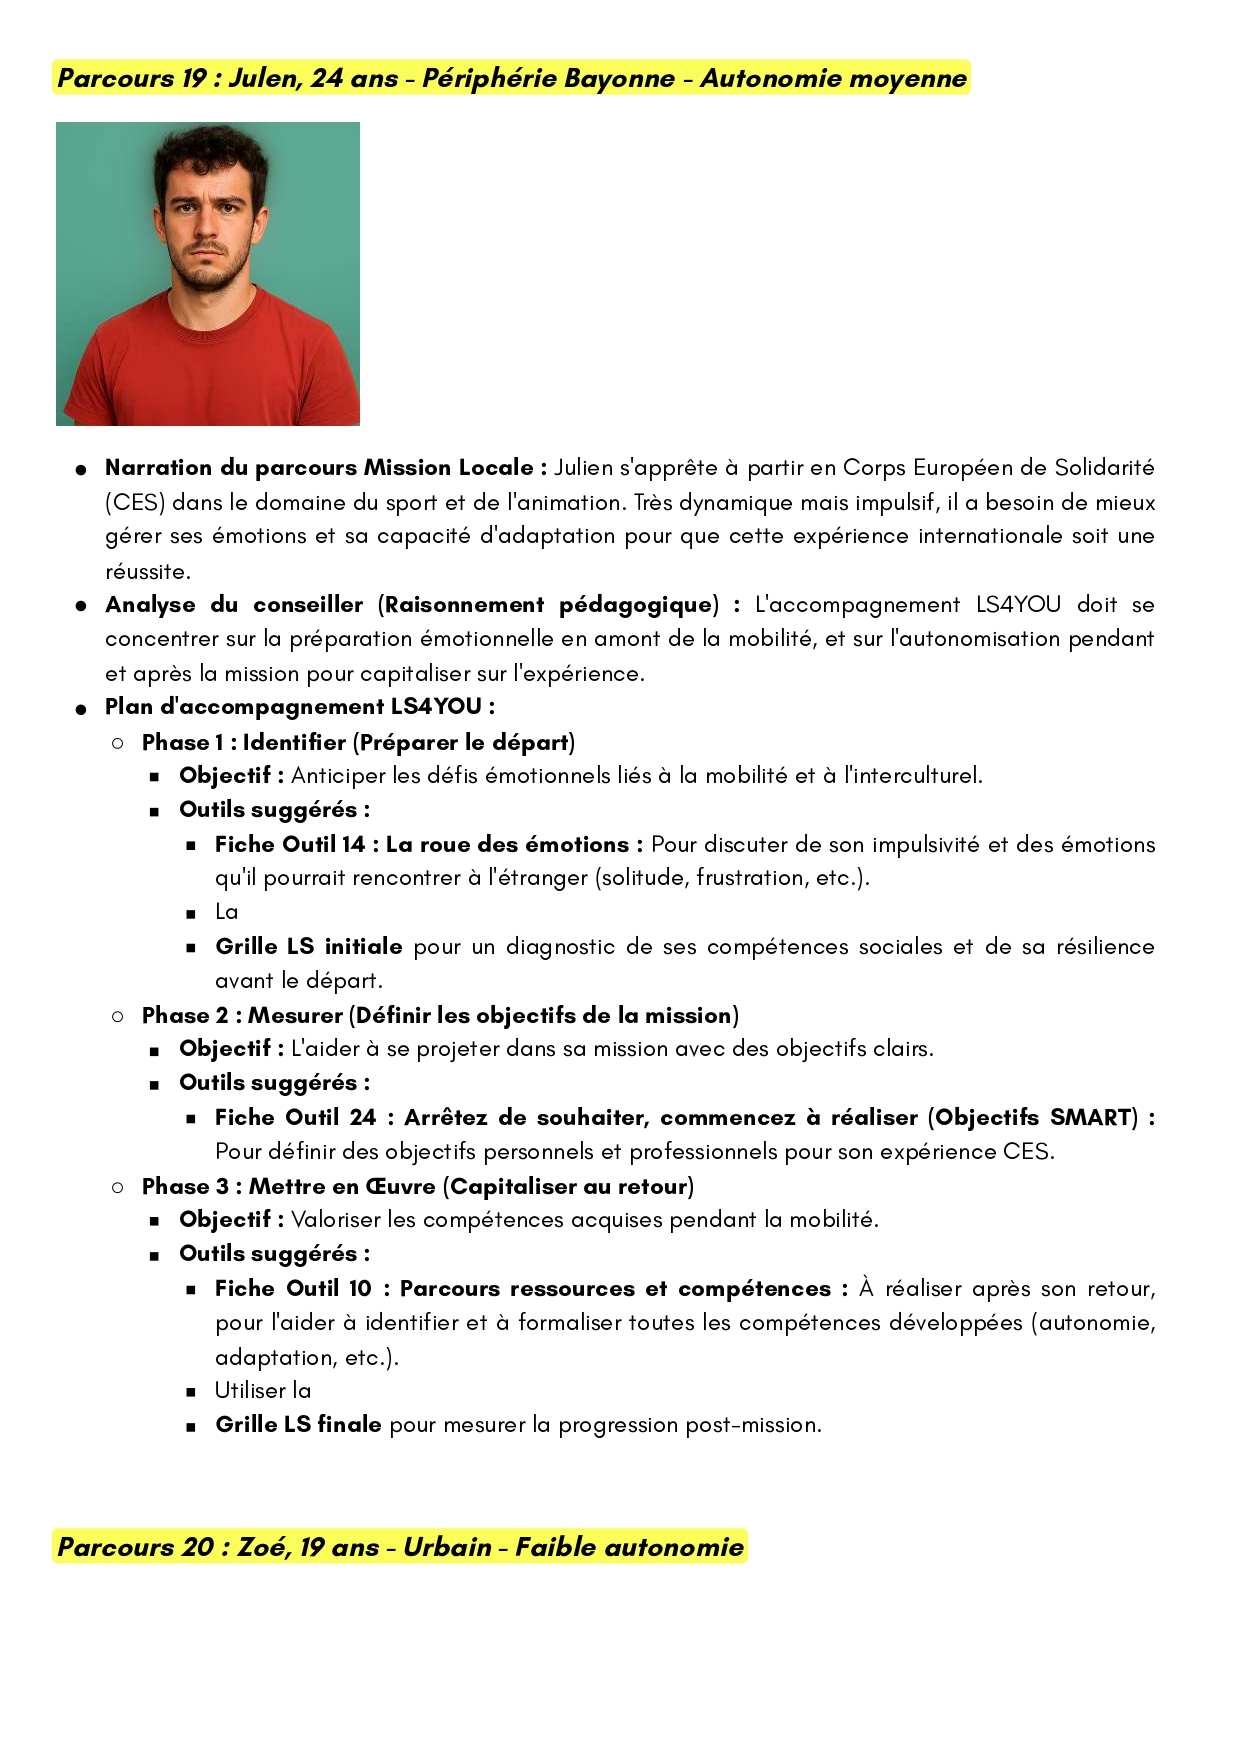 Parcours 19 : Julen, 24 ans - Périphérie Bayonne - Autonomie moyenne
● Narration du parcours Mission Locale : Julien s'apprête à partir en Corps Européen de Solidarité
(CES) dans le domaine du sport et de l'animation. Très dynamique mais impulsif, il a besoin de mieux
gérer ses émotions et sa capacité d'adaptation pour que cette expérience internationale soit une
réussite.
● Analyse du conseiller (Raisonnement pédagogique) : L'accompagnement LS4YOU doit se
concentrer sur la préparation émotionnelle en amont de la mobilité, et sur l'autonomisation pendant
et après la mission pour capitaliser sur l'expérience.
● Plan d'accompagnement LS4YOU :
○ Phase 1 : Identifier (Préparer le départ)
■ Objectif : Anticiper les défis émotionnels liés à la mobilité et à l'interculturel.
■ Outils suggérés :
■ Fiche Outil 14 : La roue des émotions : Pour discuter de son impulsivité et des émotions
qu'il pourrait rencontrer à l'étranger (solitude, frustration, etc.).
■ La
■ Grille LS initiale pour un diagnostic de ses compétences sociales et de sa résilience
avant le départ.
○ Phase 2 : Mesurer (Définir les objectifs de la mission)
■ Objectif : L'aider à se projeter dans sa mission avec des objectifs clairs.
■ Outils suggérés :
■ Fiche Outil 24 : Arrêtez de souhaiter, commencez à réaliser (Objectifs SMART) :
Pour définir des objectifs personnels et professionnels pour son expérience CES.
○ Phase 3 : Mettre en Œuvre (Capitaliser au retour)
■ Objectif : Valoriser les compétences acquises pendant la mobilité.
■ Outils suggérés :
■ Fiche Outil 10 : Parcours ressources et compétences : À réaliser après son retour,
pour l'aider à identifier et à formaliser toutes les compétences développées (autonomie,
adaptation, etc.).
■ Utiliser la
■ Grille LS finale pour mesurer la progression post-mission.
Parcours 20 : Zoé, 19 ans - Urbain - Faible autonomie